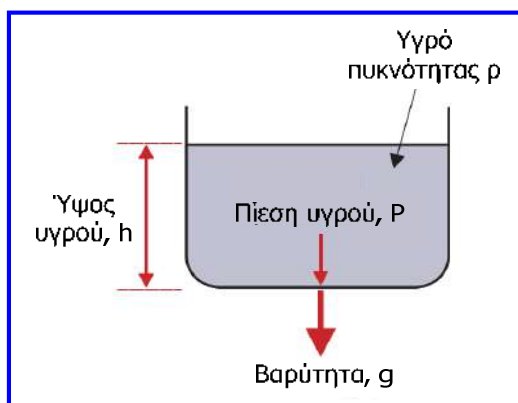 Υγρό
πυκνότητας ρ
Ύψος
υγρού, h
Πίεση υγρού, P
Βαρύτητα, g